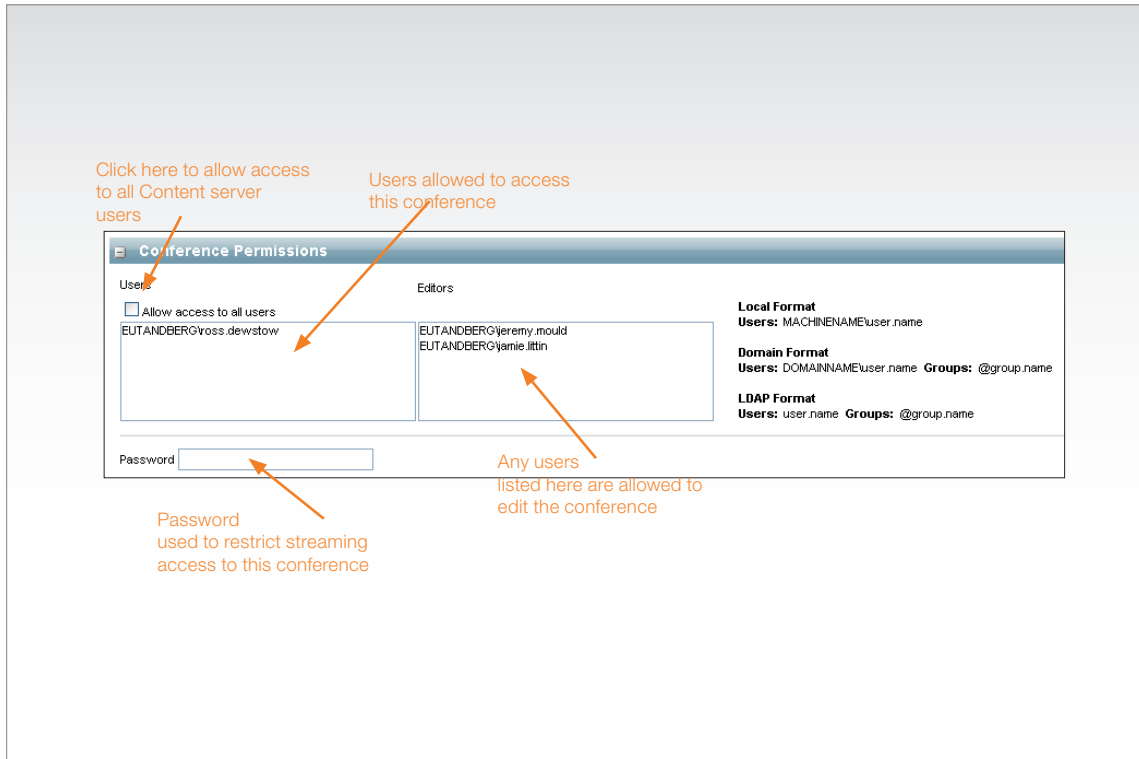 Click here to allow access
to all Content server
users
Users allowed to access
this conference
Conference Permissions
Users
Allow access to all users
EUTANDBERG\ross.dewstow
Editors
EUTANDBERG\jeremy.mould
EUTANDBERG\jamie.littin
Local Format
Users: MACHINENAME\user.name
Domain Format
Users: DOMAINNAME\user.name Groups: @group.name
LDAP Format
Users: user.name Groups: @group.name
Password
Any users
listed here are allowed to
edit the conference
Password
used to restrict streaming
access to this conference